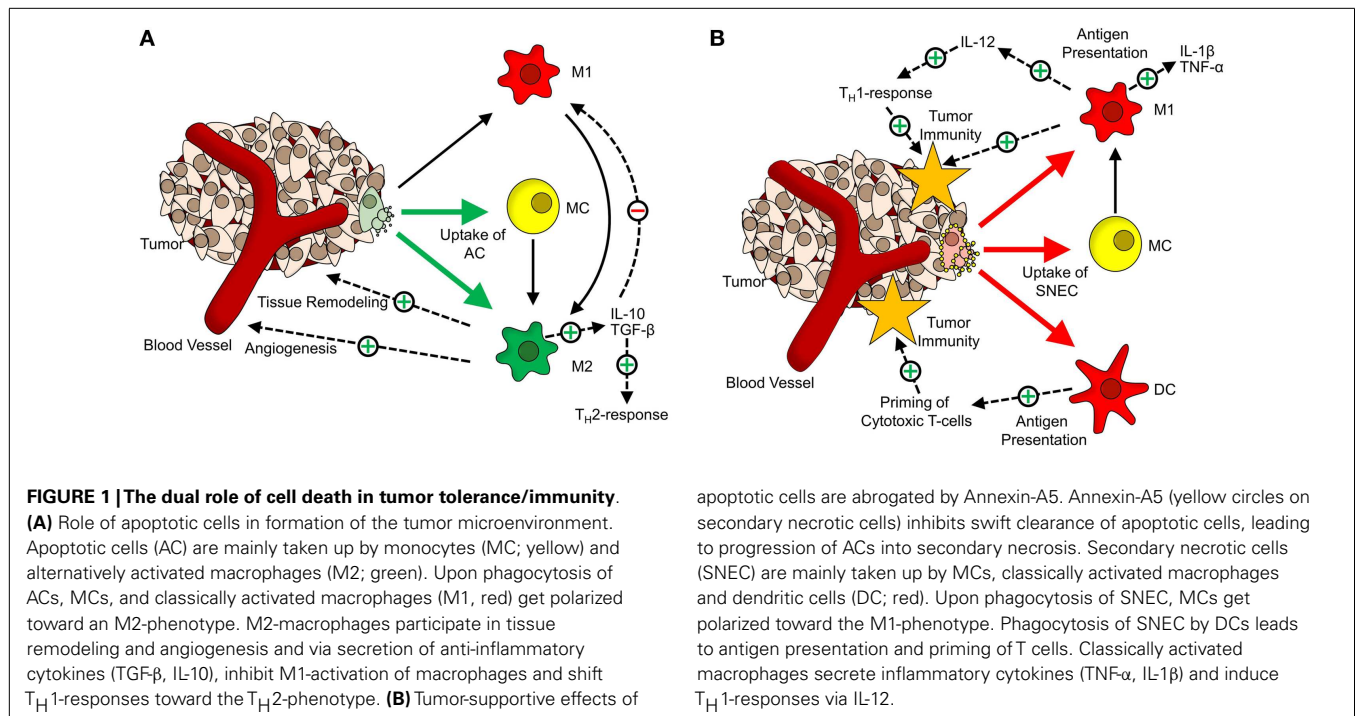 A
M1
MC
Uptake of
AC
Tumor
Tissue Remodeling
+
Blood Vessel
Angiogenesis
+
M2
+
IL-10
TGF-β
−
+
T_H2-response
B
IL-12
+
Antigen
Presentation
+
IL-1β
TNF-α
+
M1
T_H1-response
+
Tumor
Immunity
+
MC
Uptake of
SNEC
Tumor
Tumor
Immunity
Blood Vessel
+
Priming of
Cytotoxic T-cells
+
Antigen
Presentation
DC
FIGURE 1 | The dual role of cell death in tumor tolerance/immunity.
(A) Role of apoptotic cells in formation of the tumor microenvironment.
Apoptotic cells (AC) are mainly taken up by monocytes (MC; yellow) and
alternatively activated macrophages (M2; green). Upon phagocytosis of
ACs, MCs, and classically activated macrophages (M1, red) get polarized
toward an M2-phenotype. M2-macrophages participate in tissue
remodeling and angiogenesis and via secretion of anti-inflammatory
cytokines (TGF-β, IL-10), inhibit M1-activation of macrophages and shift
T_H1-responses toward the T_H2-phenotype. (B) Tumor-supportive effects of
apoptotic cells are abrogated by Annexin-A5. Annexin-A5 (yellow circles on
secondary necrotic cells) inhibits swift clearance of apoptotic cells, leading
to progression of ACs into secondary necrosis. Secondary necrotic cells
(SNEC) are mainly taken up by MCs, classically activated macrophages
and dendritic cells (DC; red). Upon phagocytosis of SNEC, MCs get
polarized toward the M1-phenotype. Phagocytosis of SNEC by DCs leads
to antigen presentation and priming of T cells. Classically activated
macrophages secrete inflammatory cytokines (TNF-α, IL-1β) and induce
T_H1-responses via IL-12.